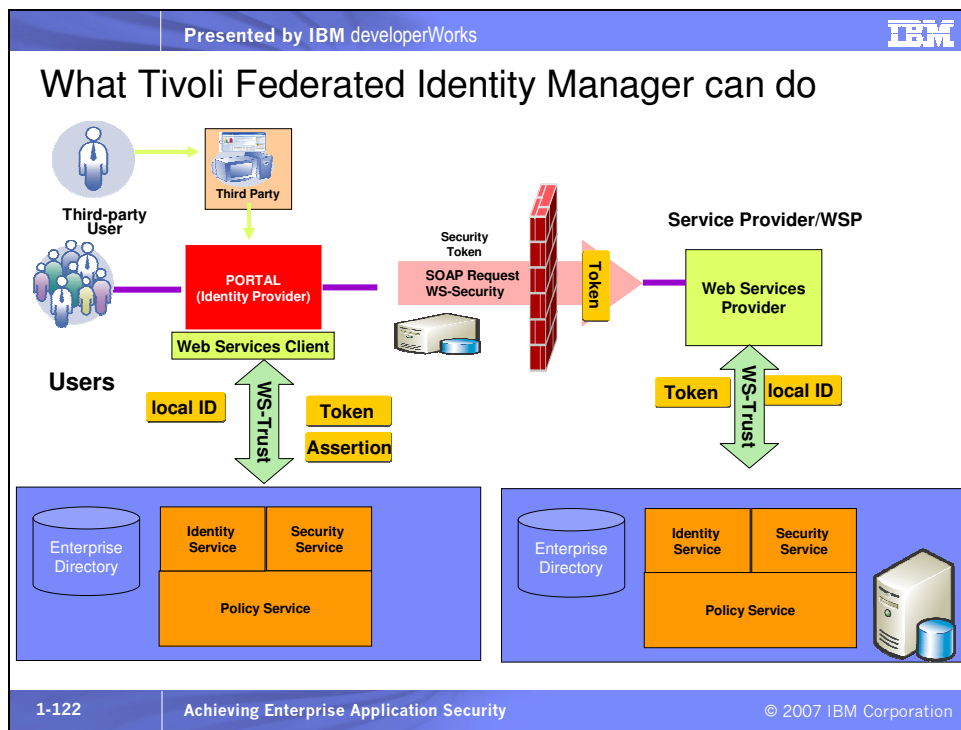 Presented by IBM developerWorks
IBM
What Tivoli Federated Identity Manager can do
Third Party
Third-party
User
Service Provider/WSP
Security
Token
SOAP Request
WS-Security
Token
PORTAL
(Identity Provider)
Web Services
Provider
Web Services Client
Users
local ID
WS-Trust
Token
Assertion
Token
WS-Trust
local ID
Enterprise
Directory
Identity
Service
Security
Service
Policy Service
Enterprise
Directory
Identity
Service
Security
Service
Policy Service
1-122
Achieving Enterprise Application Security
© 2007 IBM Corporation